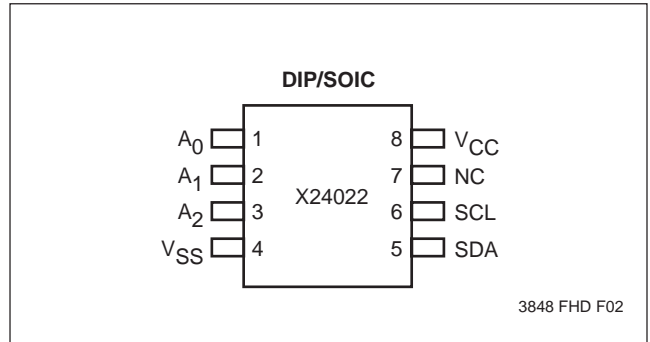 DIP/SOIC
A0 1 8 VCC
A1 2 7 NC
X24022
A2 3 6 SCL
VSS 4 5 SDA
3848 FHD F02